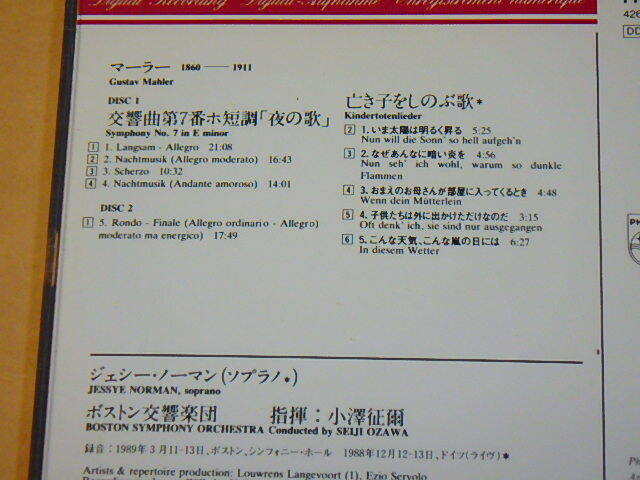 Digital Recording Digital-Aufnahme Enregistrement numérique
マーラー 1860 — 1911
Gustav Mahler
DISC 1
交響曲第7番ホ短調「夜の歌」
Symphony No. 7 in E minor
1 1. Langsam - Allegro 21:08
2 2. Nachtmusik (Allegro moderato) 16:43
3 3. Scherzo 10:32
4 4. Nachtmusik (Andante amoroso) 14:01
DISC 2
1 5. Rondo - Finale (Allegro ordinario - Allegro)
moderato ma energico) 17:49
亡き子をしのぶ歌*
Kindertotenlieder
2 1.いま太陽は明るく昇る 5:25
Nun will die Sonn' so hell aufgeh'n
3 2.なぜあんなに暗い炎を 4:56
Nun seh' ich wohl, warum so dunkle
Flammen
4 3.おまえのお母さんが部屋に入ってくるとき 4:48
Wenn dein Mütterlein
5 4.子供たちは外に出かけただけなのだ 3:15
Oft denk' ich, sie sind nur ausgegangen
6 5.こんな天気、こんな嵐の日には 6:27
In diesem Wetter
ジェシー・ノーマン(ソプラノ*)
JESSYE NORMAN, soprano
ボストン交響楽団 指揮：小澤征爾
BOSTON SYMPHONY ORCHESTRA Conducted by SEIJI OZAWA
録音：1989年3月11-13日、ボストン、シンフォニー・ホール 1988年12月12-13日、ドイツ(ライヴ)*
Artists & repertoire production: Louwrens Langevoort (1), Ezio Servolo
426
DD
PH